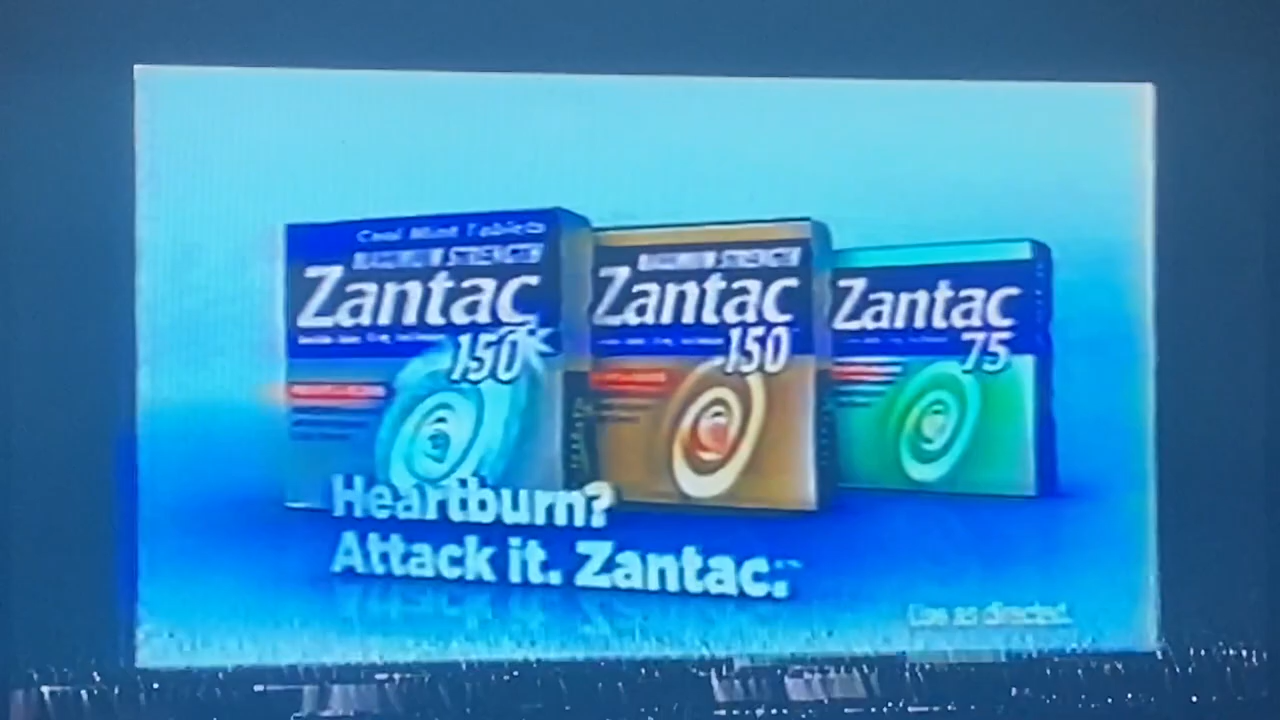 Cool Mint Tablets
MAXIMUM STRENGTH
Zantac
150
MAXIMUM STRENGTH
Zantac
150
Zantac
75
Heartburn?
Attack it. Zantac.
Use as directed.